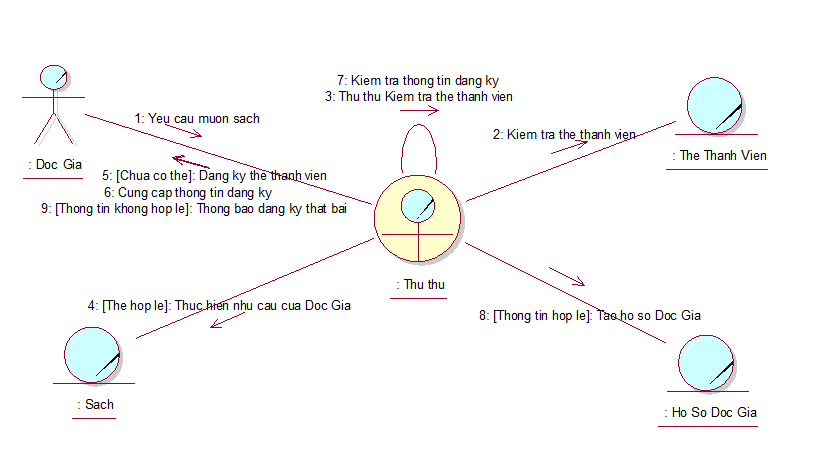 7: Kiem tra thong tin dang ky
3: Thu thu Kiem tra the thanh vien
1: Yeu cau muon sach
2: Kiem tra the thanh vien
: Doc Gia
: The Thanh Vien
5: [Chua co the]: Dang ky the thanh vien
6: Cung cap thong tin dang ky
9: [Thong tin khong hop le]: Thong bao dang ky that bai
: Thu thu
4: [The hop le]: Thuc hien nhu cau cua Doc Gia
8: [Thong tin hop le]: Tao ho so Doc Gia
: Sach
: Ho So Doc Gia